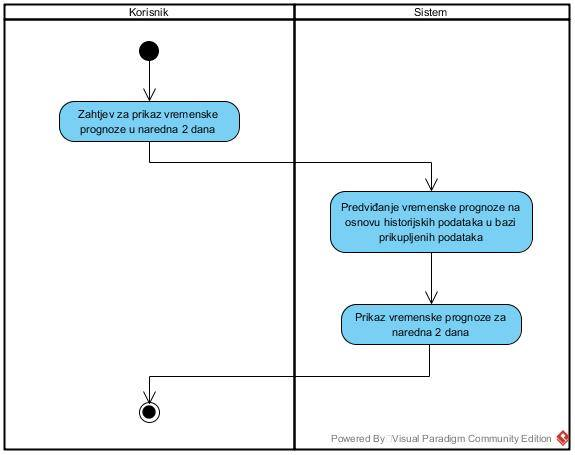 Korisnik
Sistem
Zahtjev za prikaz vremenske
prognoze u naredna 2 dana
Predviđanje vremenske prognoze na
osnovu historijskih podataka u bazi
prikupljenih podataka
Prikaz vremenske prognoze za
naredna 2 dana
Powered By Visual Paradigm Community Edition